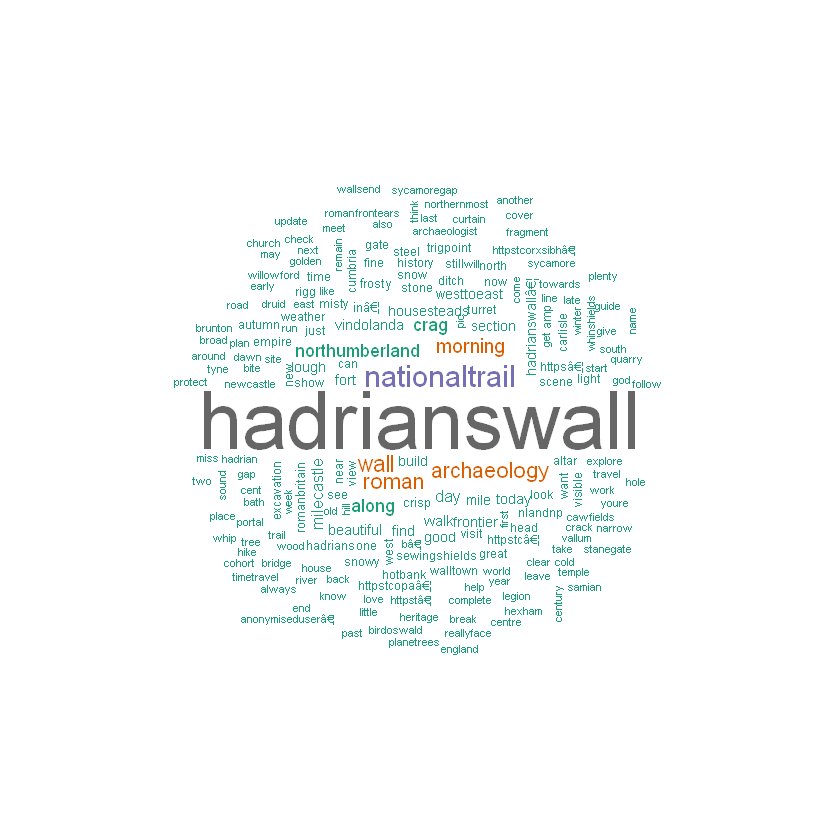 wallsend sycamoregap
think northernmost another
romanfrontears last curtain cover
update meet also archaeologist fragment
church check remain gate steel trigpoint httpstcorxsibhâ€¦
may next cumbria fine history stillwill north sycamore
golden snow
willowford time frosty stone ditch now come towards plenty
early rigg like misty inâ€¦ westtoeast line late
road druid east housesteads pic turret hadrianswallâ€¦ get amp winter guide
weather vindolanda crag section carlisle whinshields name
brunton autumn run just give
broad plan empire northumberland morning south
around dawn site lough can httpsâ€¦ start quarry
tyne bite new show fort nationaltrail scene light god follow
protect newcastle
hadrianswall
miss hadrian near view wall build altar explore
two sound gap excavation romanbritain milecastle roman archaeology look want visible travel hole
cent week see day mile today work
bath old hill along crisp nlandnp youre
place portal beautiful find walk frontier first head cawfields
trail good visit httpstcâ€¦ crack narrow
whip tree wood hadrians one west bâ€¦ vallum
hike sewingshields great take stanegate
cohort bridge house walltown world clear cold
timetravel river back hotbank year leave temple
always httpstcopaâ€¦ help samian
know love httpstâ€¦ complete legion century
end little heritage break hexham
anonymiseduserâ€¦ centre
past birdoswald reallyface
planetrees
england